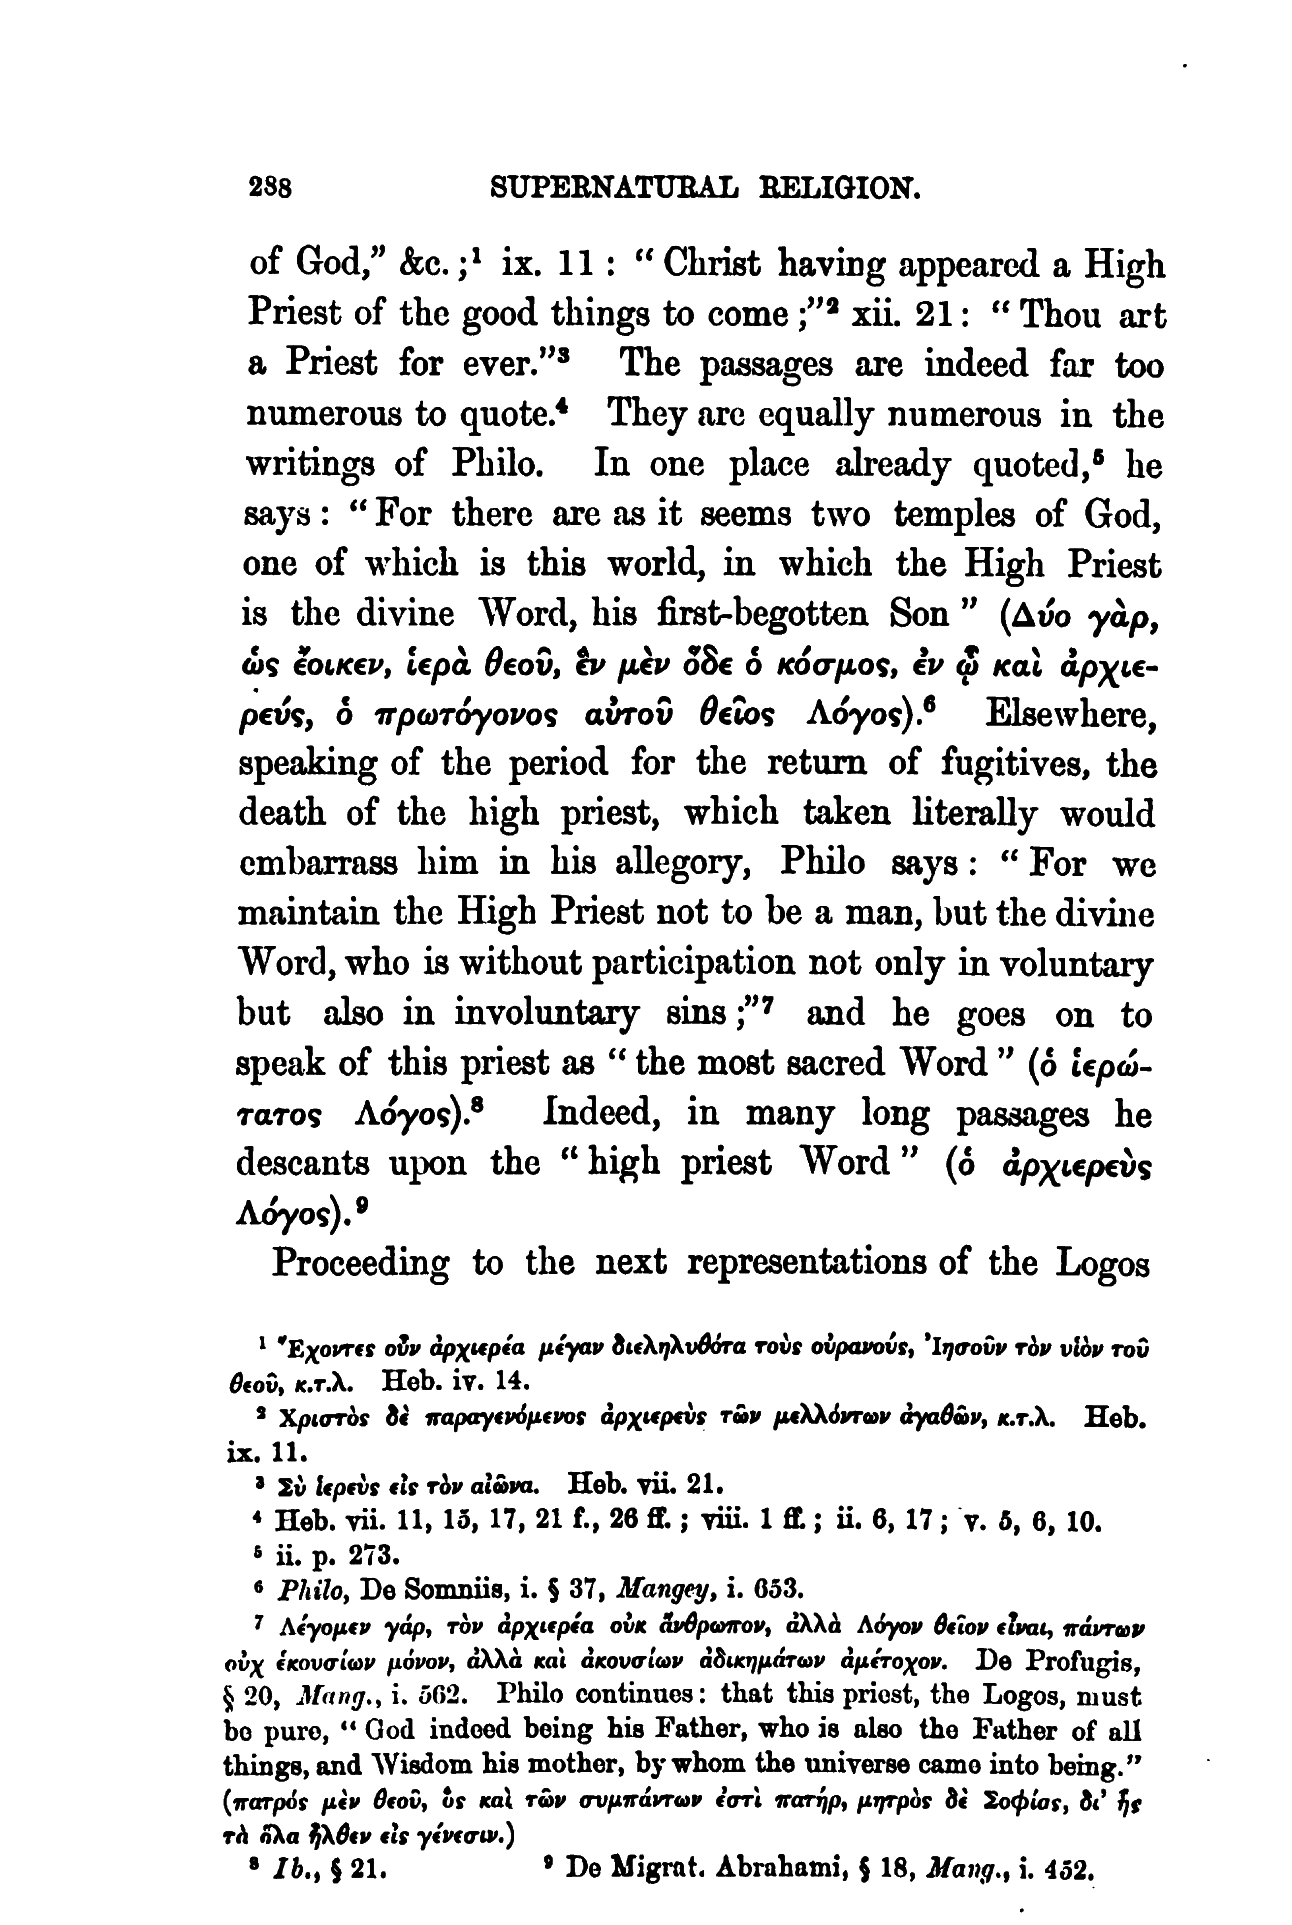 288 SUPERNATURAL RELIGION.
of God,” &c. ;¹ ix. 11 : “ Christ having appeared a High
Priest of the good things to come ;”² xii. 21 : “ Thou art
a Priest for ever.”³ The passages are indeed far too
numerous to quote.⁴ They are equally numerous in the
writings of Philo. In one place already quoted,⁵ he
says : “ For there are as it seems two temples of God,
one of which is this world, in which the High Priest
is the divine Word, his first-begotten Son ” (Δύο γὰρ,
ὡς ἔοικεν, ἱερὰ θεοῦ, ἓν μὲν ὅδε ὁ κόσμος, ἐν ᾧ καὶ ἀρχιε-
ρεύς, ὁ πρωτόγονος αὐτοῦ θεῖος Λόγος).⁶ Elsewhere,
speaking of the period for the return of fugitives, the
death of the high priest, which taken literally would
embarrass him in his allegory, Philo says : “ For we
maintain the High Priest not to be a man, but the divine
Word, who is without participation not only in voluntary
but also in involuntary sins ;”⁷ and he goes on to
speak of this priest as “ the most sacred Word ” (ὁ ἱερώ-
τατος Λόγος).⁸ Indeed, in many long passages he
descants upon the “ high priest Word ” (ὁ ἀρχιερεὺς
Λόγος).⁹
Proceeding to the next representations of the Logos
¹ Ἔχοντες οὖν ἀρχιερέα μέγαν διεληλυθότα τοὺς οὐρανούς, Ἰησοῦν τὸν υἱὸν τοῦ
θεοῦ, κ.τ.λ. Heb. iv. 14.
² Χριστὸς δὲ παραγενόμενος ἀρχιερεὺς τῶν μελλόντων ἀγαθῶν, κ.τ.λ. Heb.
ix. 11.
³ Σὺ ἱερεὺς εἰς τὸν αἰῶνα. Heb. vii. 21.
⁴ Heb. vii. 11, 15, 17, 21 f., 26 ff. ; viii. 1 ff. ; ii. 6, 17 ; v. 5, 6, 10.
⁵ ii. p. 273.
⁶ Philo, De Somniis, i. § 37, Mangey, i. 653.
⁷ Λέγομεν γάρ, τὸν ἀρχιερέα οὐκ ἄνθρωπον, ἀλλὰ Λόγον θεῖον εἶναι, πάντων
οὐχ ἑκουσίων μόνον, ἀλλὰ καὶ ἀκουσίων ἀδικημάτων ἀμέτοχον. De Profugis,
§ 20, Mang., i. 562. Philo continues : that this priest, the Logos, must
be pure, “ God indeed being his Father, who is also the Father of all
things, and Wisdom his mother, by whom the universe came into being.”
(πατρός μὲν θεοῦ, ὃς καὶ τῶν συμπάντων ἐστὶ πατήρ, μητρὸς δὲ Σοφίας, δι’ ἧς
τὰ ὅλα ἦλθεν εἰς γένεσιν.)
⁸ Ib., § 21. ⁹ De Migrat. Abrahami, § 18, Mang., i. 452.